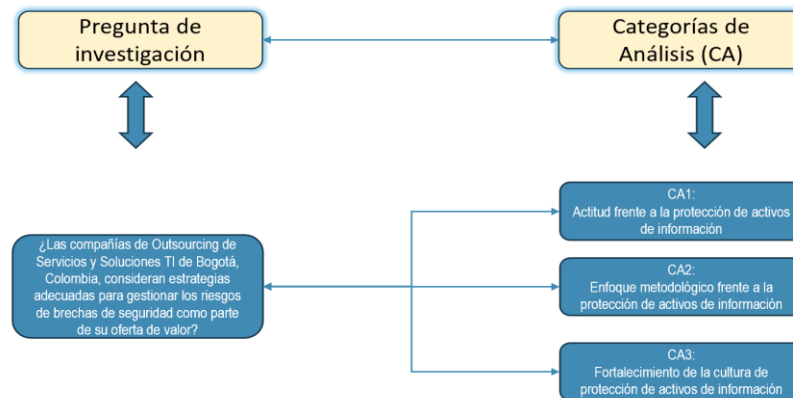 Pregunta de
investigación
Categorías de
Análisis (CA)
¿Las compañías de Outsourcing de
Servicios y Soluciones TI de Bogotá,
Colombia, consideran estrategias
adecuadas para gestionar los riesgos
de brechas de seguridad como parte
de su oferta de valor?
CA1:
Actitud frente a la protección de activos
de información
CA2:
Enfoque metodológico frente a la
protección de activos de información
CA3:
Fortalecimiento de la cultura de
protección de activos de información